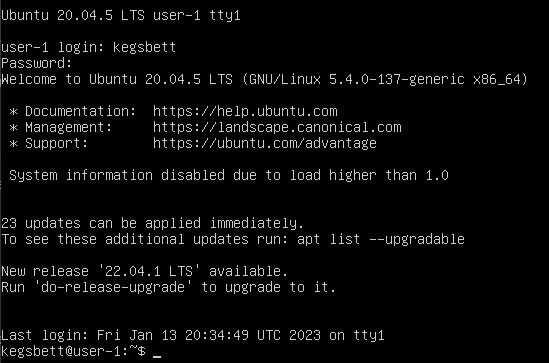 Ubuntu 20.04.5 LTS user-1 tty1
user-1 login: kegsbett
Password:
Welcome to Ubuntu 20.04.5 LTS (GNU/Linux 5.4.0-137-generic x86_64)
* Documentation:  https://help.ubuntu.com
* Management:     https://landscape.canonical.com
* Support:        https://ubuntu.com/advantage
System information disabled due to load higher than 1.0
23 updates can be applied immediately.
To see these additional updates run: apt list --upgradable
New release '22.04.1 LTS' available.
Run 'do-release-upgrade' to upgrade to it.
Last login: Fri Jan 13 20:34:49 UTC 2023 on tty1
kegsbett@user-1:~$ _